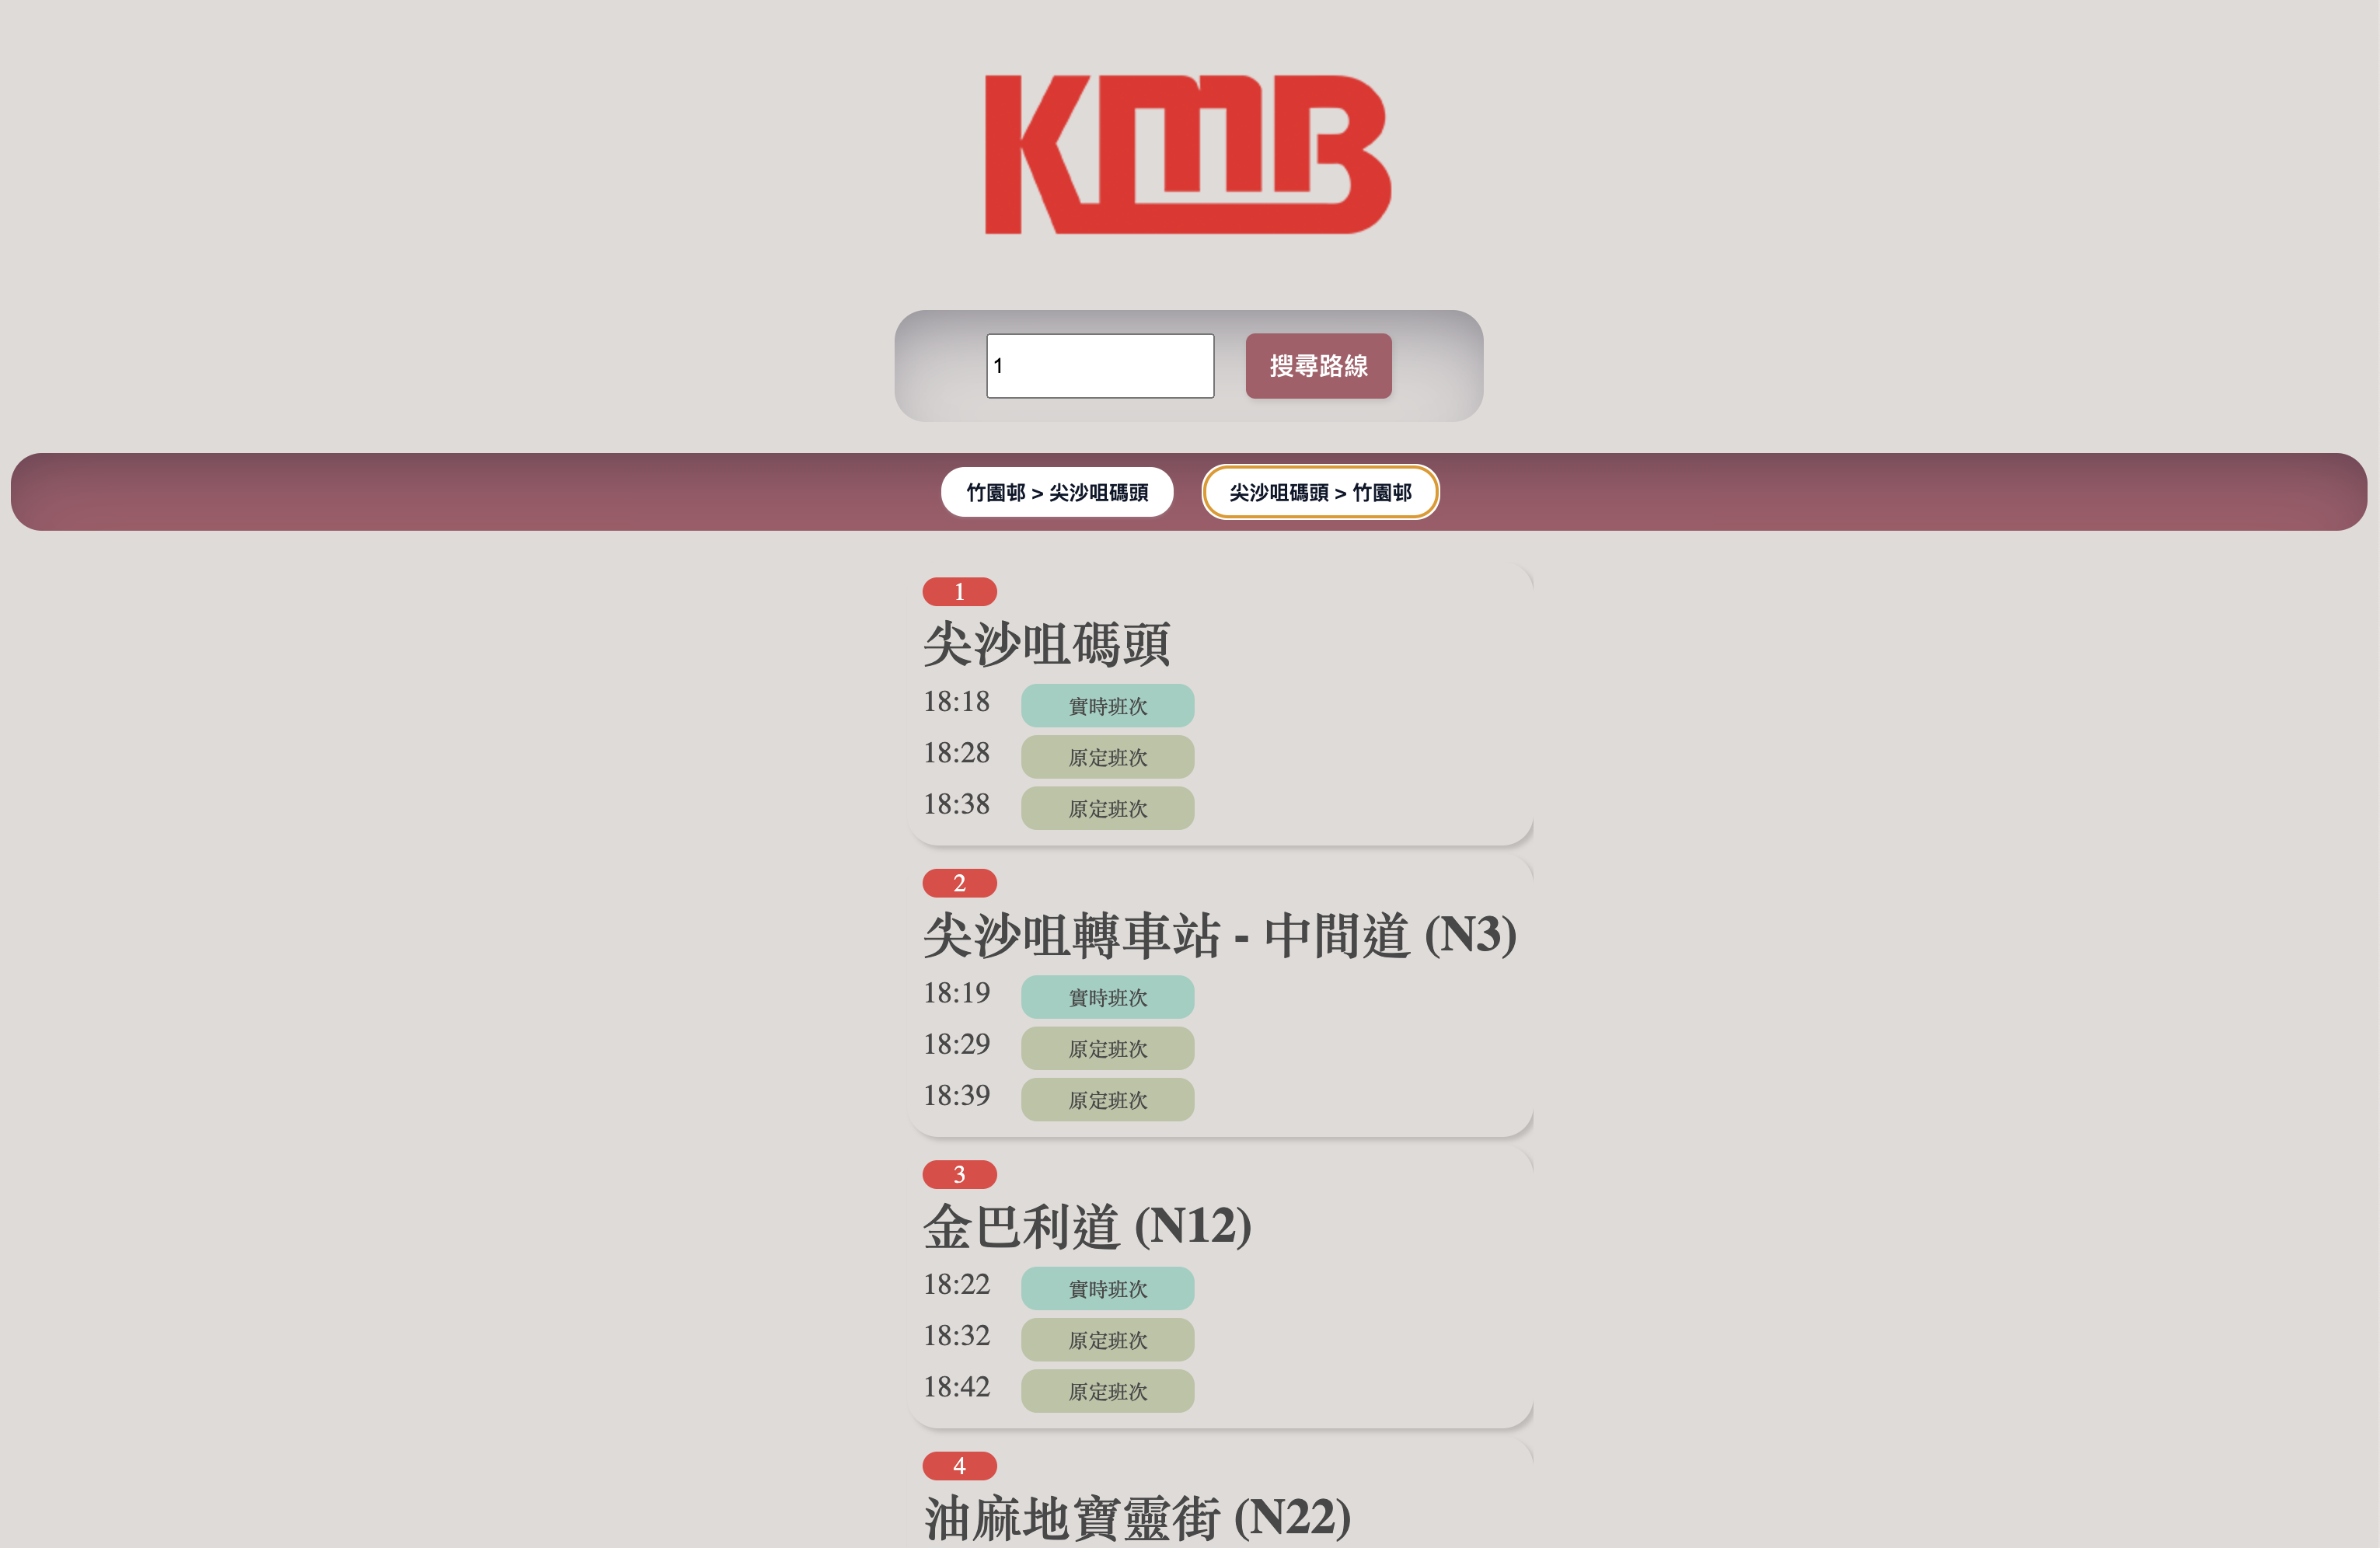 KMB
1
搜尋路線
竹園邨 > 尖沙咀碼頭
尖沙咀碼頭 > 竹園邨
1
尖沙咀碼頭
18:18 實時班次
18:28 原定班次
18:38 原定班次
2
尖沙咀轉車站 - 中間道 (N3)
18:19 實時班次
18:29 原定班次
18:39 原定班次
3
金巴利道 (N12)
18:22 實時班次
18:32 原定班次
18:42 原定班次
4
油麻地寶靈街 (N22)